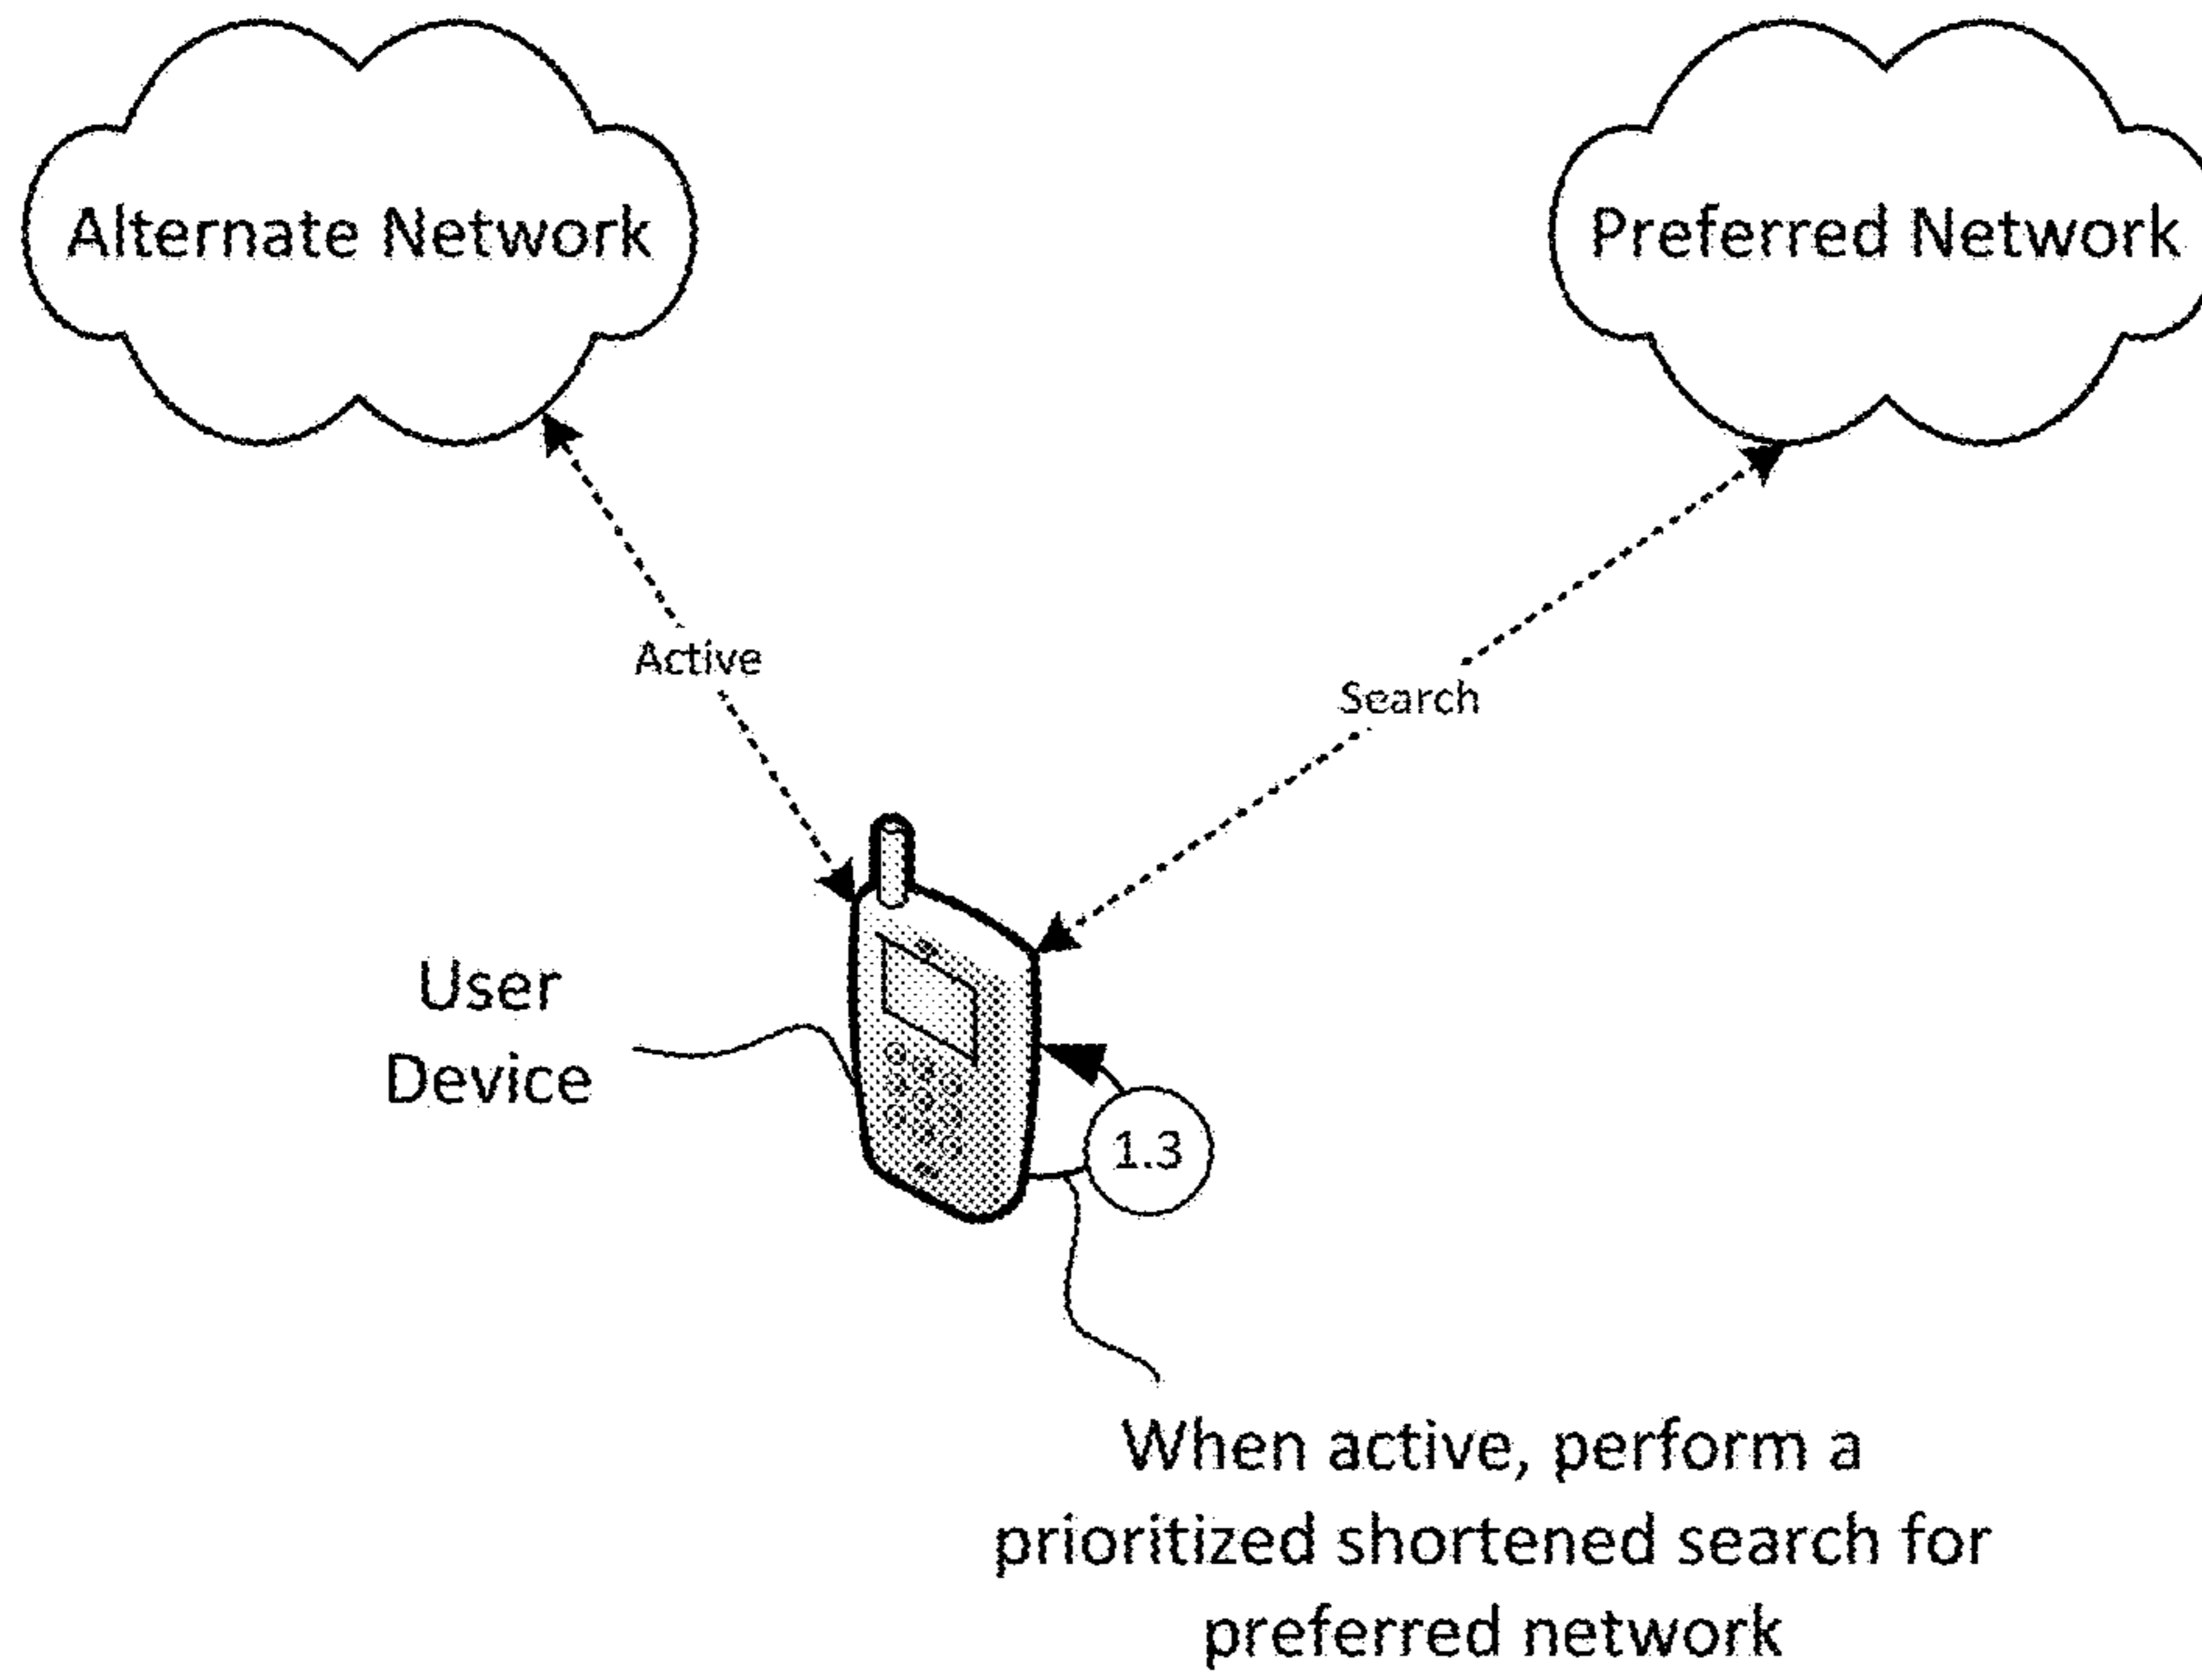 Alternate Network
Preferred Network
Active
Search
User
Device
1.3
When active, perform a
prioritized shortened search for
preferred network